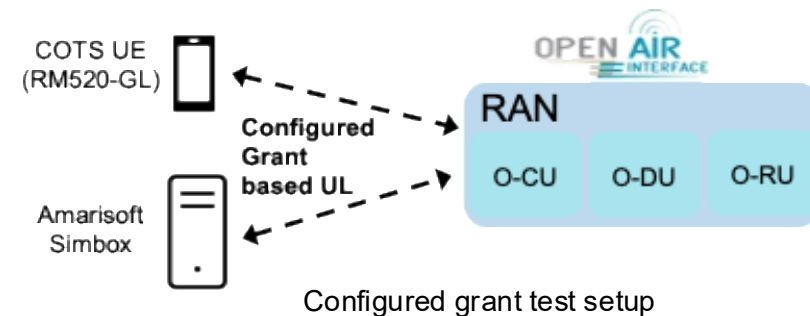 COTS UE
(RM520-GL)
OPEN AIR
INTERFACE
RAN
Configured
Grant
based UL
O-CU
O-DU
O-RU
Amarisoft
Simbox
Configured grant test setup